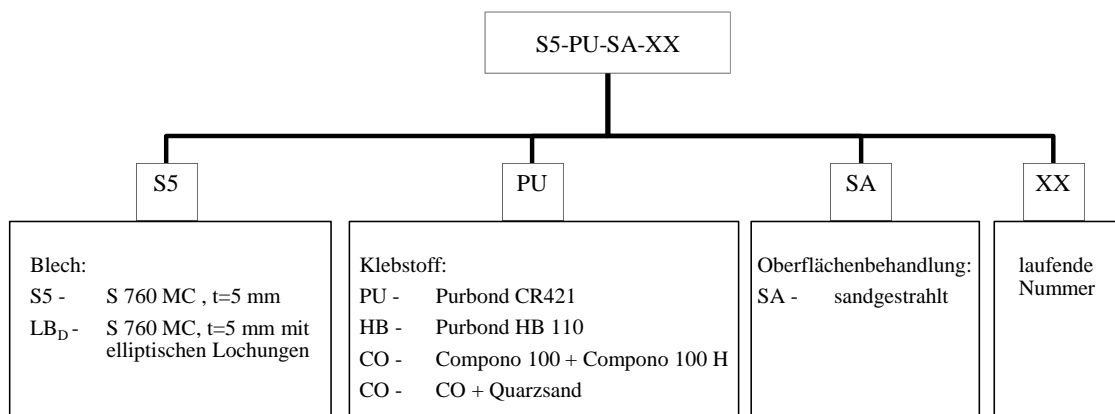 S5-PU-SA-XX
S5
PU
SA
XX
Blech:
S5 - S 760 MC , t=5 mm
LB_D - S 760 MC, t=5 mm mit
elliptischen Lochungen
Klebstoff:
PU - Purbond CR421
HB - Purbond HB 110
CO - Compono 100 + Compono 100 H
CO - CO + Quarzsand
Oberflächenbehandlung:
SA - sandgestrahlt
laufende
Nummer